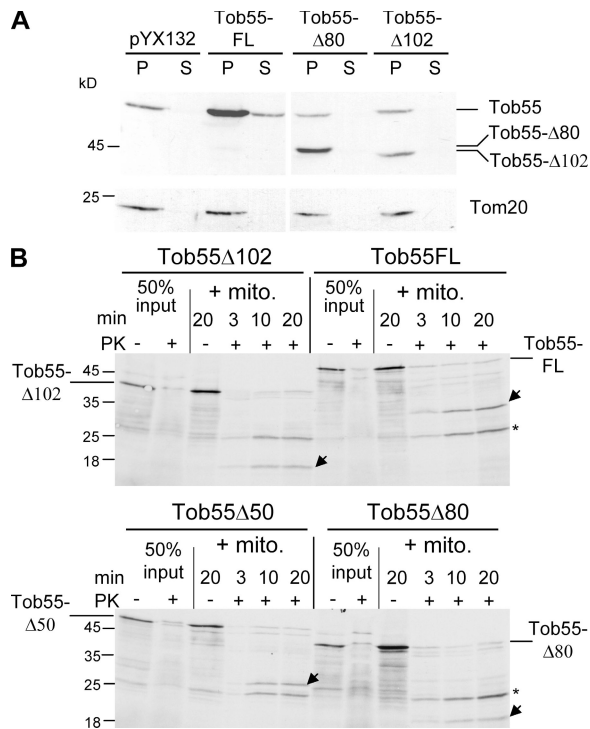 A
pYX132 Tob55-FL Tob55-Δ80 Tob55-Δ102
P S P S P S P S
kD
Tob55
45
Tob55-Δ80
Tob55-Δ102
25
Tom20
B
Tob55Δ102 Tob55FL
50% input + mito. 50% input + mito.
min 20 3 10 20 20 3 10 20
PK - + - + + + - + - + + +
Tob55-Δ102
Tob55-FL
45
35
25 *
18
Tob55Δ50 Tob55Δ80
50% input + mito. 50% input + mito.
min 20 3 10 20 20 3 10 20
PK - + - + + + - + - + + +
Tob55-Δ50
45
Tob55-Δ80
35
25 *
18